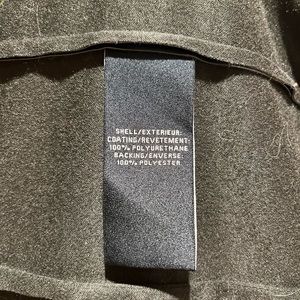 SHELL/EXTERIEUR:
COATING/REVETEMENT:
100% POLYURETHANE
BACKING/ENVERSE:
100% POLYESTER